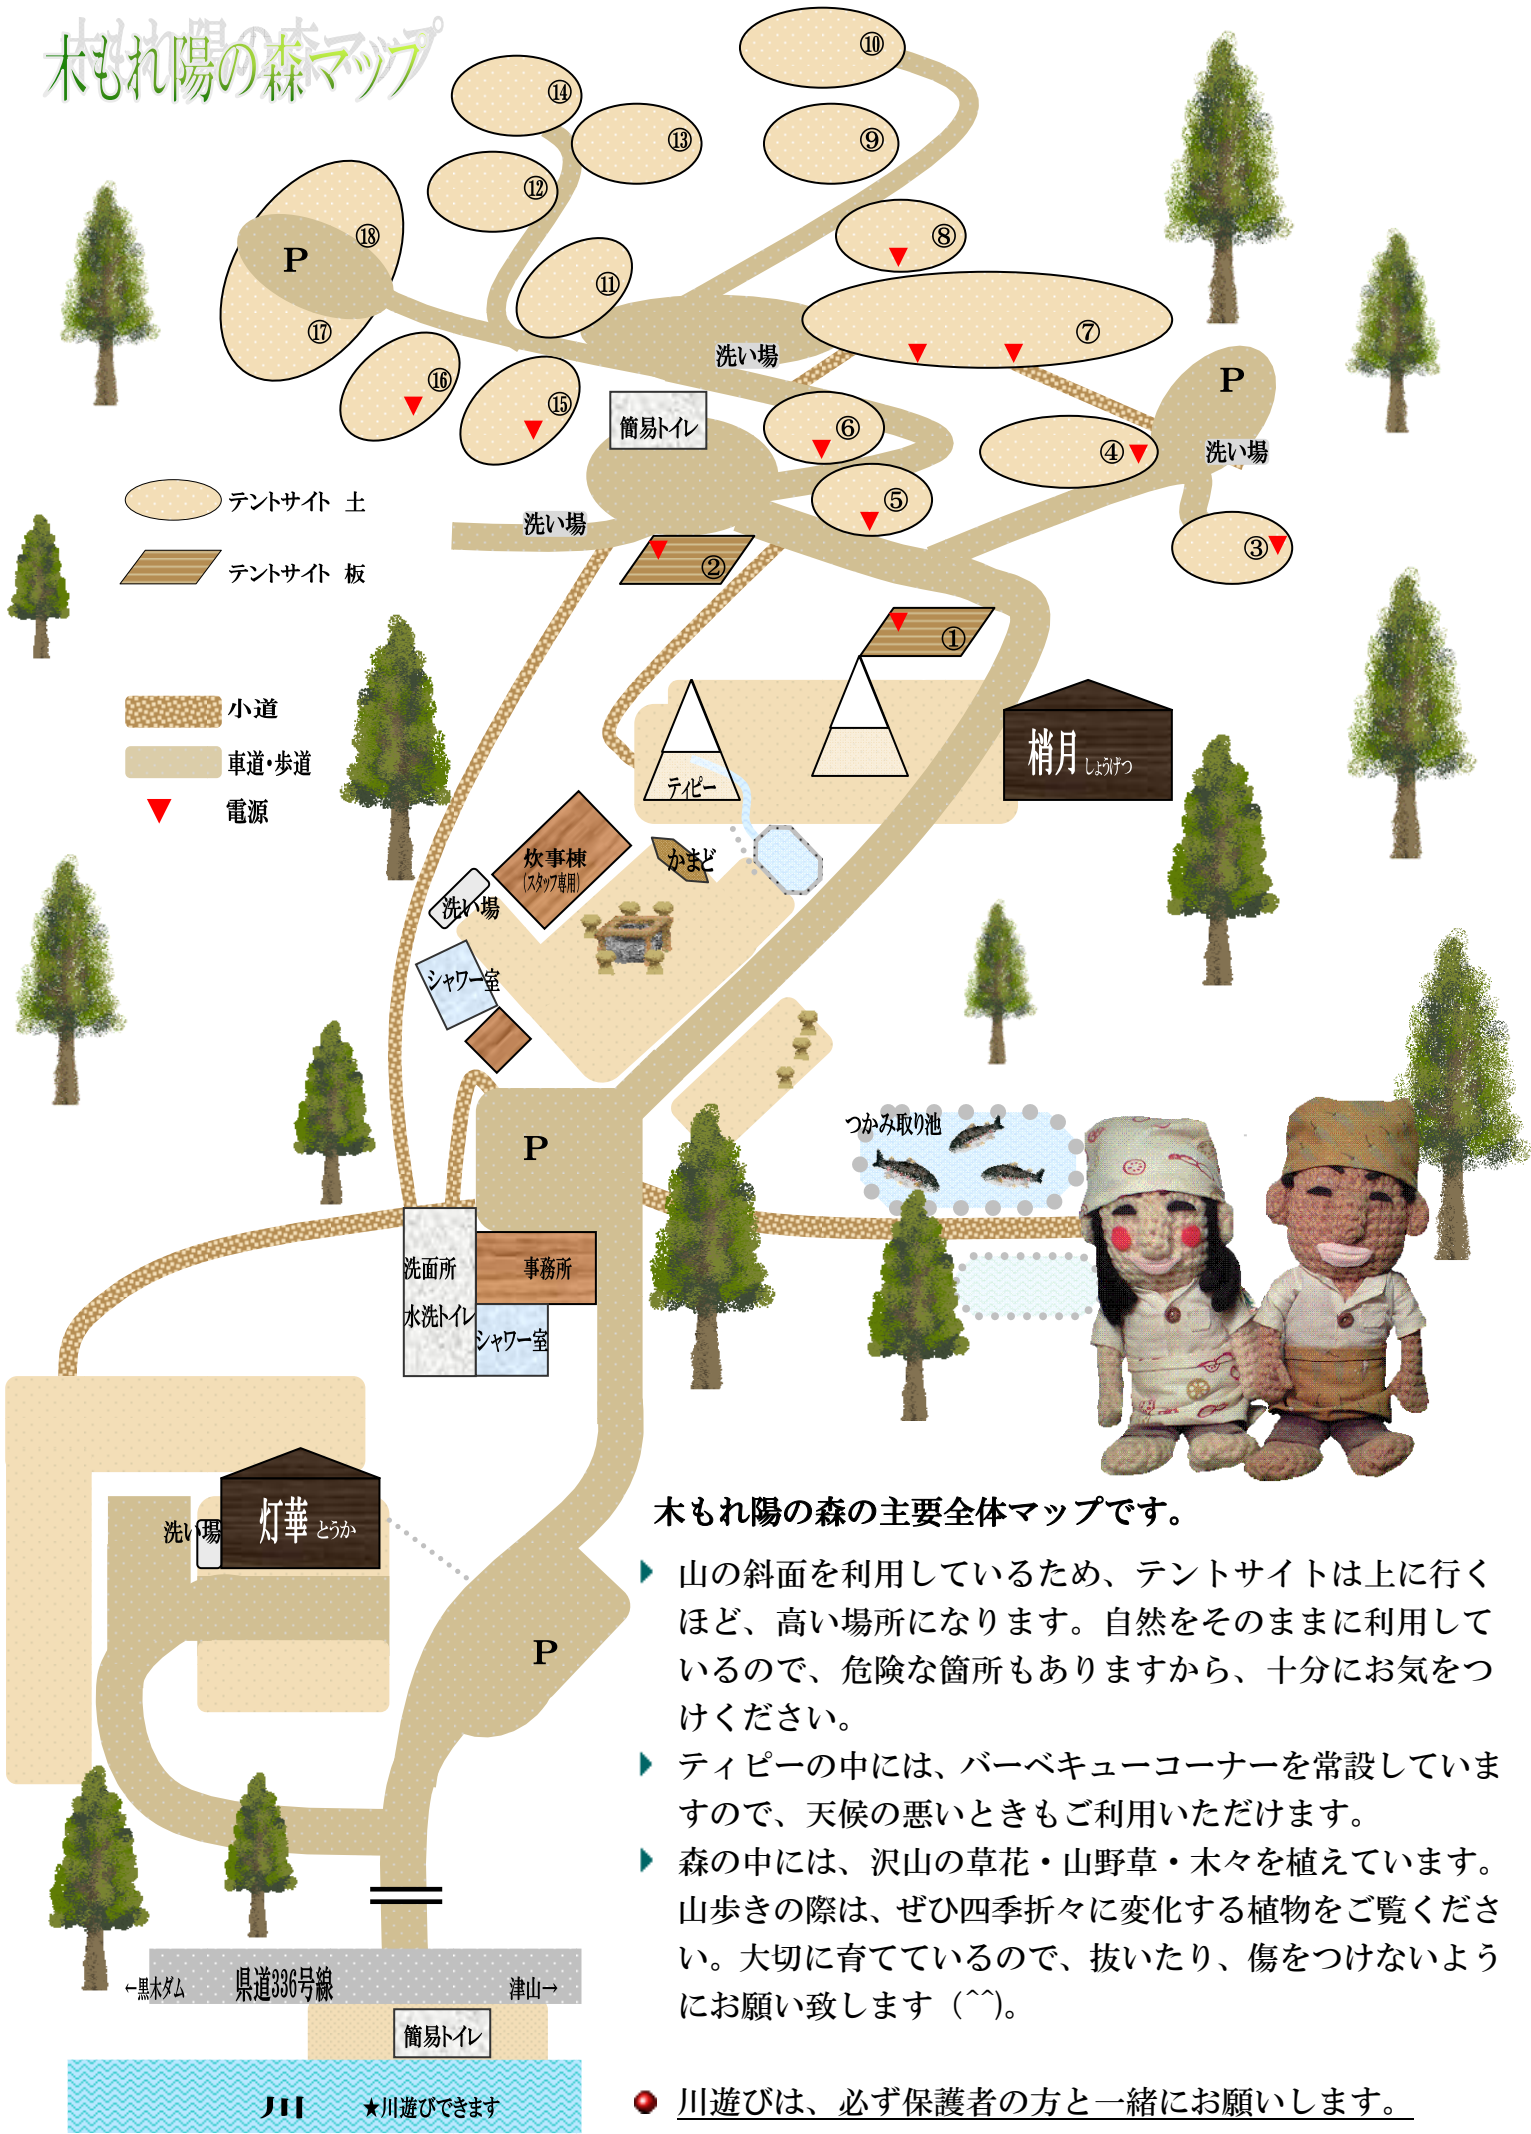 木もれ陽の森マップ
⑩
⑭
⑬
⑨
⑫
⑱
P
⑧
⑪
⑰
⑦
洗い場
⑯
P
⑮
簡易トイレ
⑥
④
洗い場
⑤
テントサイト 土
洗い場
③
②
テントサイト 板
①
小道
車道・歩道
電源
梢月 しょうげつ
ティピー
炊事棟
(スタッフ専用)
かまど
洗い場
シャワー室
P
つかみ取り池
洗面所
事務所
水洗トイレ
シャワー室
灯華 とうか
洗い場
P
木もれ陽の森の主要全体マップです。
山の斜面を利用しているため、テントサイトは上に行く
ほど、高い場所になります。自然をそのままに利用して
いるので、危険な箇所もありますから、十分にお気をつ
けください。
ティピーの中には、バーベキューコーナーを常設していま
すので、天候の悪いときもご利用いただけます。
森の中には、沢山の草花・山野草・木々を植えています。
山歩きの際は、ぜひ四季折々に変化する植物をご覧くださ
い。大切に育てているので、抜いたり、傷をつけないよう
にお願い致します（^^)。
←黒木ダム 県道336号線 津山→
簡易トイレ
川 ★川遊びできます
川遊びは、必ず保護者の方と一緒にお願いします。